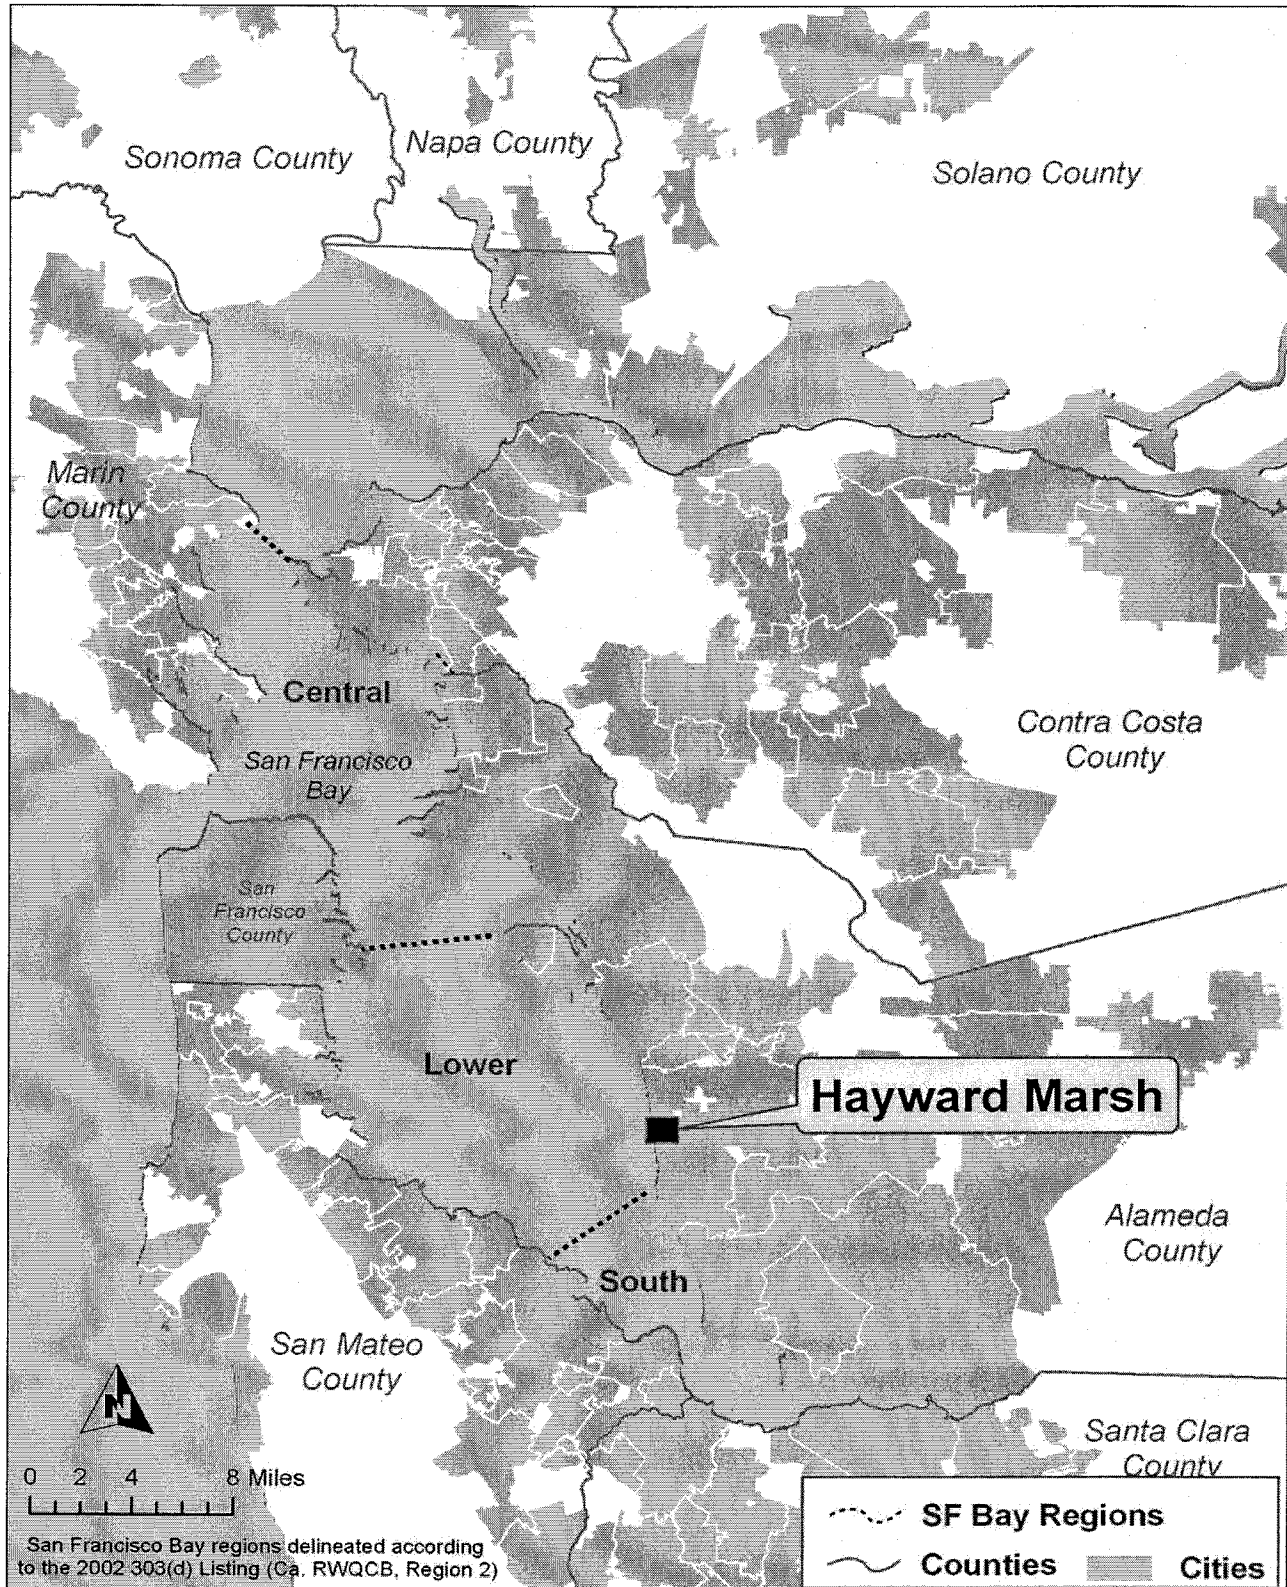 Sonoma County
Napa County
Solano County
Marin
County
Central
San Francisco
Bay
Contra Costa
County
San
Francisco
County
Lower
Hayward Marsh
Alameda
County
South
San Mateo
County
N
Santa Clara
County
0 2 4 8 Miles
SF Bay Regions
Counties
Cities
San Francisco Bay regions delineated according
to the 2002 303(d) Listing (Ca. RWQCB, Region 2)